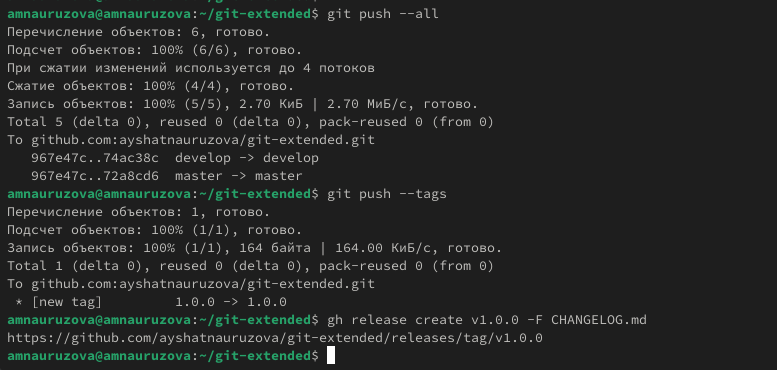 amnauruzova@amnauruzova:~/git-extended$ git push --all
Перечисление объектов: 6, готово.
Подсчет объектов: 100% (6/6), готово.
При сжатии изменений используется до 4 потоков
Сжатие объектов: 100% (4/4), готово.
Запись объектов: 100% (5/5), 2.70 КиБ | 2.70 МиБ/с, готово.
Total 5 (delta 0), reused 0 (delta 0), pack-reused 0 (from 0)
To github.com:ayshatnauruzova/git-extended.git
   967e47c..74ac38c  develop -> develop
   967e47c..72a8cd6  master -> master
amnauruzova@amnauruzova:~/git-extended$ git push --tags
Перечисление объектов: 1, готово.
Подсчет объектов: 100% (1/1), готово.
Запись объектов: 100% (1/1), 164 байта | 164.00 КиБ/с, готово.
Total 1 (delta 0), reused 0 (delta 0), pack-reused 0 (from 0)
To github.com:ayshatnauruzova/git-extended.git
 * [new tag]         1.0.0 -> 1.0.0
amnauruzova@amnauruzova:~/git-extended$ gh release create v1.0.0 -F CHANGELOG.md
https://github.com/ayshatnauruzova/git-extended/releases/tag/v1.0.0
amnauruzova@amnauruzova:~/git-extended$